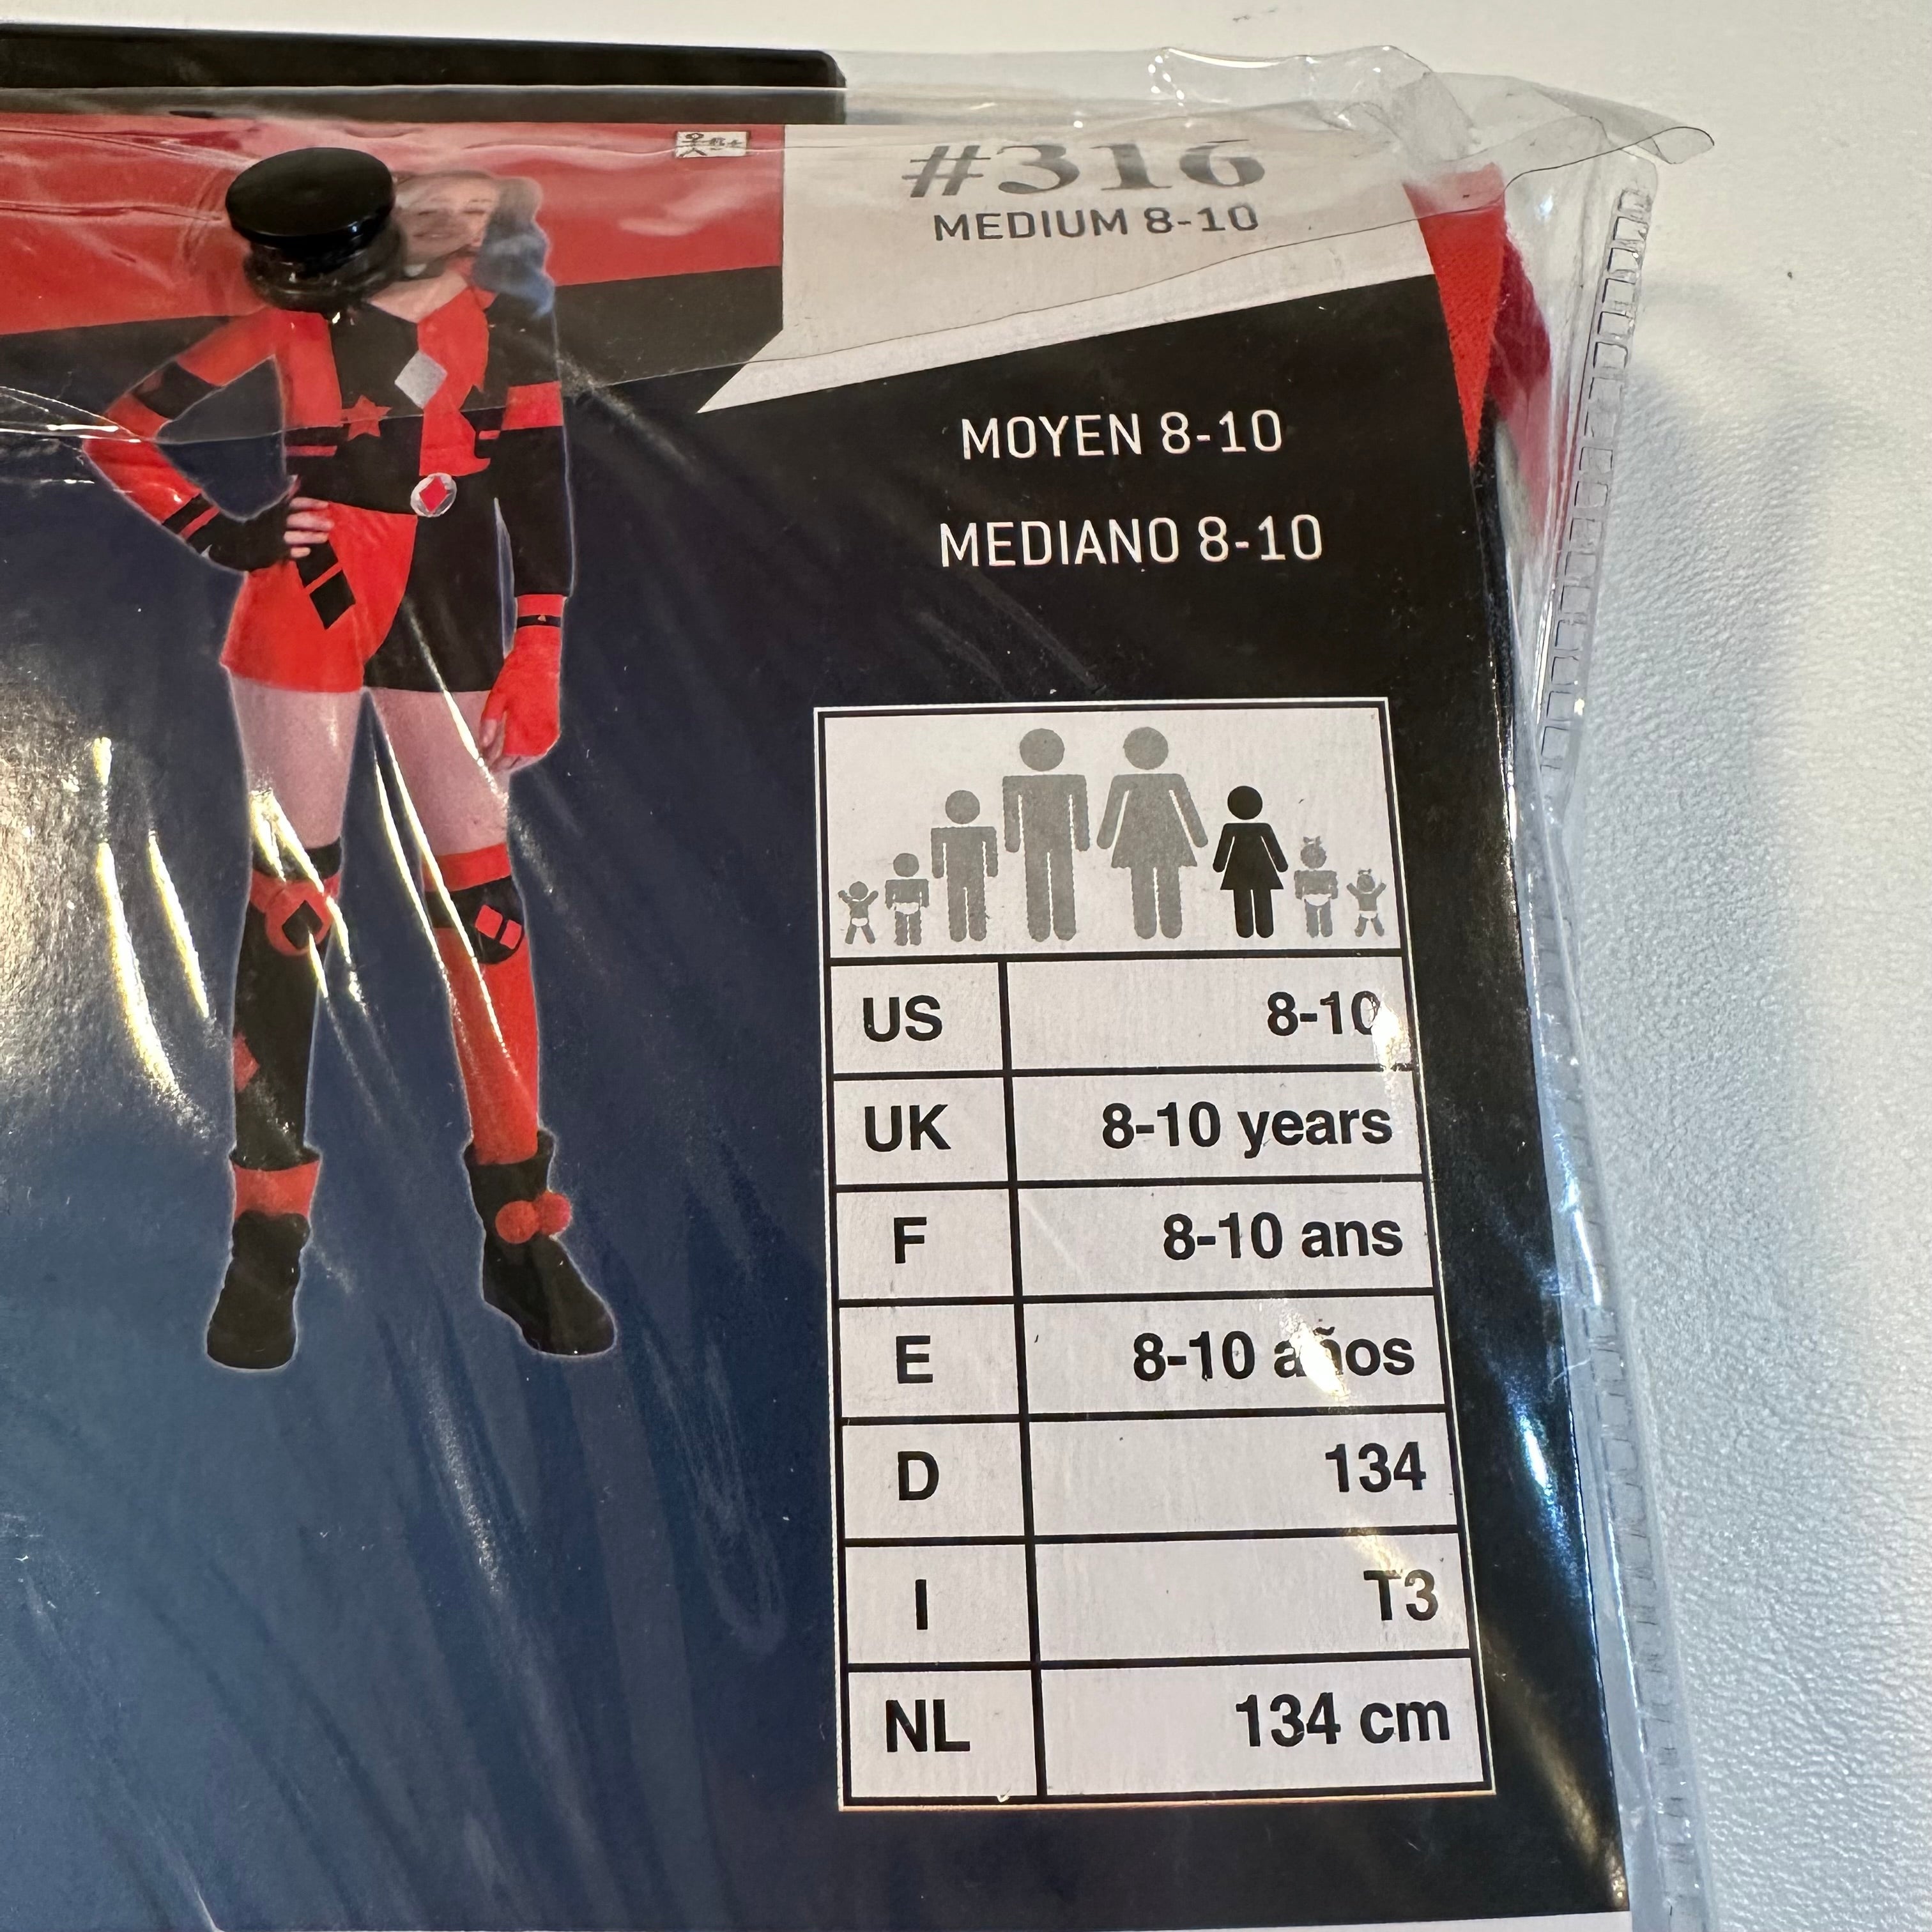 #316
MEDIUM 8-10
MOYEN 8-10
MEDIANO 8-10
US 8-10
UK 8-10 years
F 8-10 ans
E 8-10 años
D 134
I T3
NL 134 cm